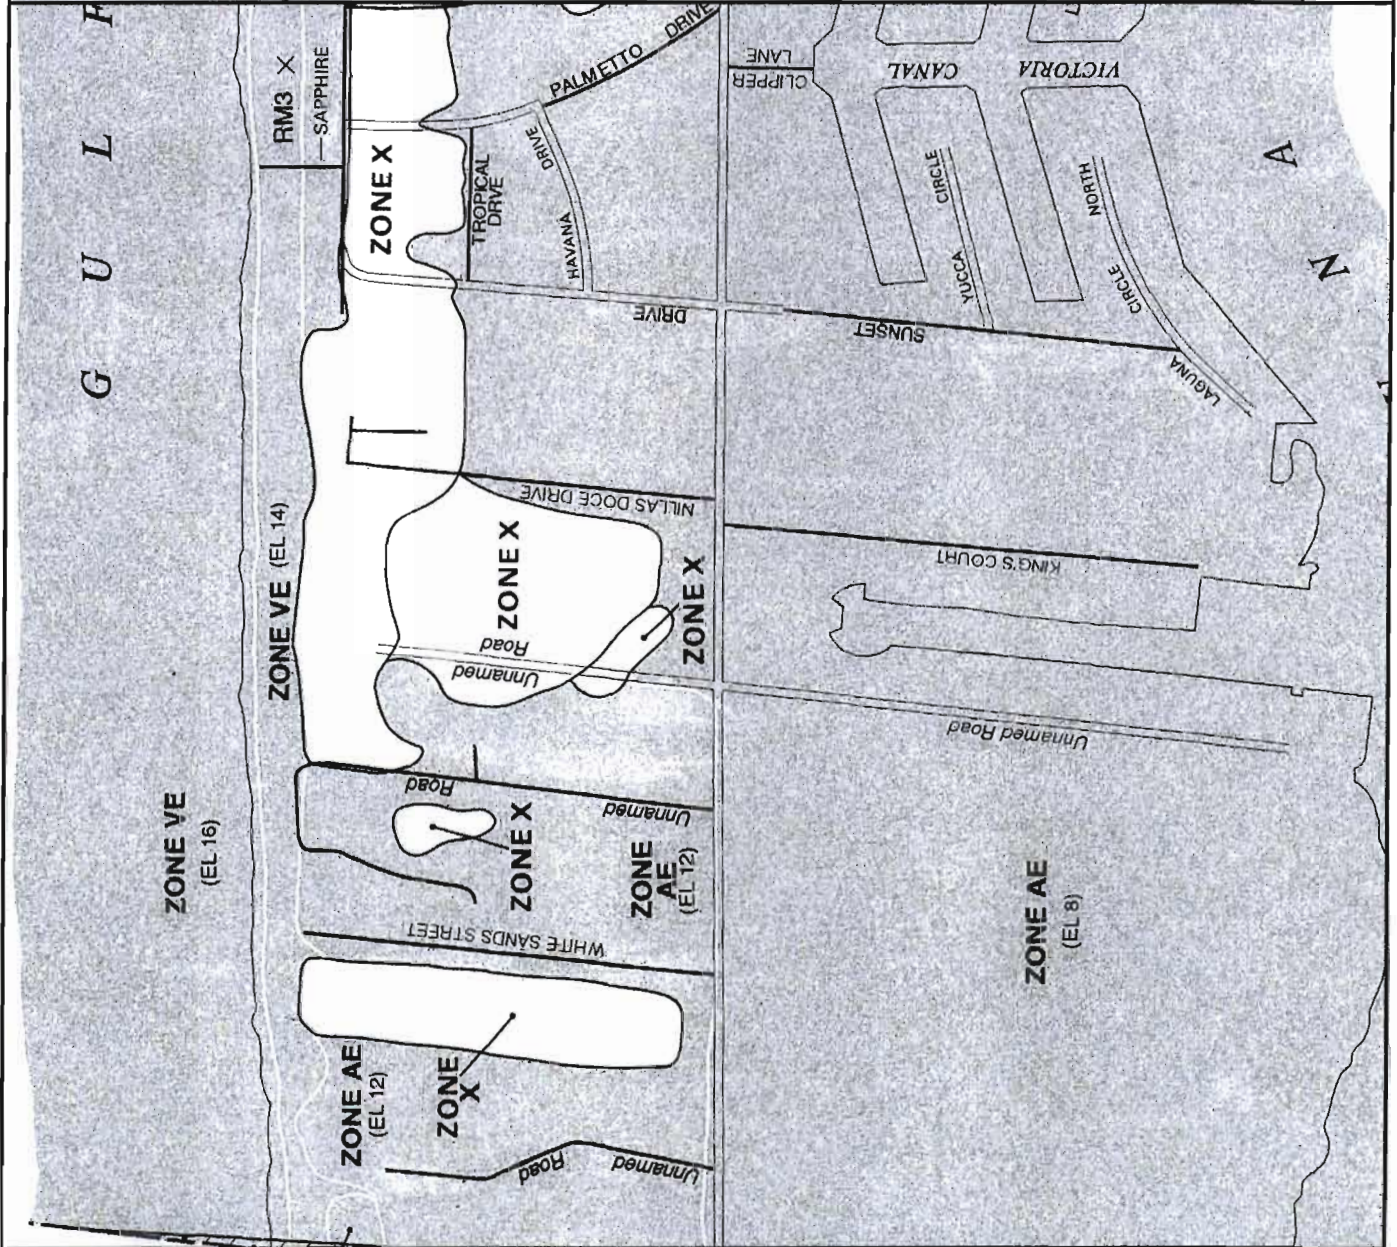 GULF
RM3 X
SAPPHIRE
ZONE X
TROPICAL
DRVE
PALMETTO DRIVE
HAVANA DRIVE
CLIPPER
LANE
VICTORIA CANAL
YUCCA CIRCLE
LAGUNA CIRCLE NORTH
A
N
SUNSET DRIVE
ZONE VE (EL 14)
NILLAS DOCE DRIVE
ZONE X
ZONE X
Unnamed Road
KING'S COURT
Unnamed Road
ZONE VE
(EL 16)
Unnamed Road
ZONE X
ZONE
AE
(EL 12)
WHITE SANDS STREET
ZONE AE
(EL 8)
ZONE AE
(EL 12)
ZONE
X
Unnamed Road